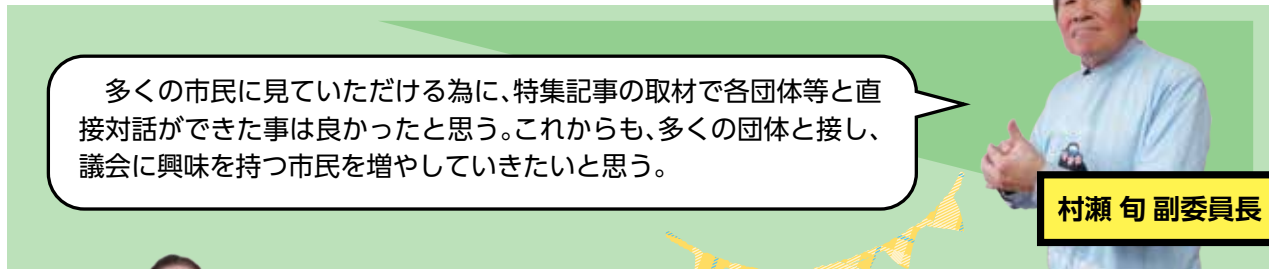 多くの市民に見ていただける為に、特集記事の取材で各団体等と直
接対話ができた事は良かったと思う。これからも、多くの団体と接し、
議会に興味を持つ市民を増やしていきたいと思う。
村瀬 旬 副委員長